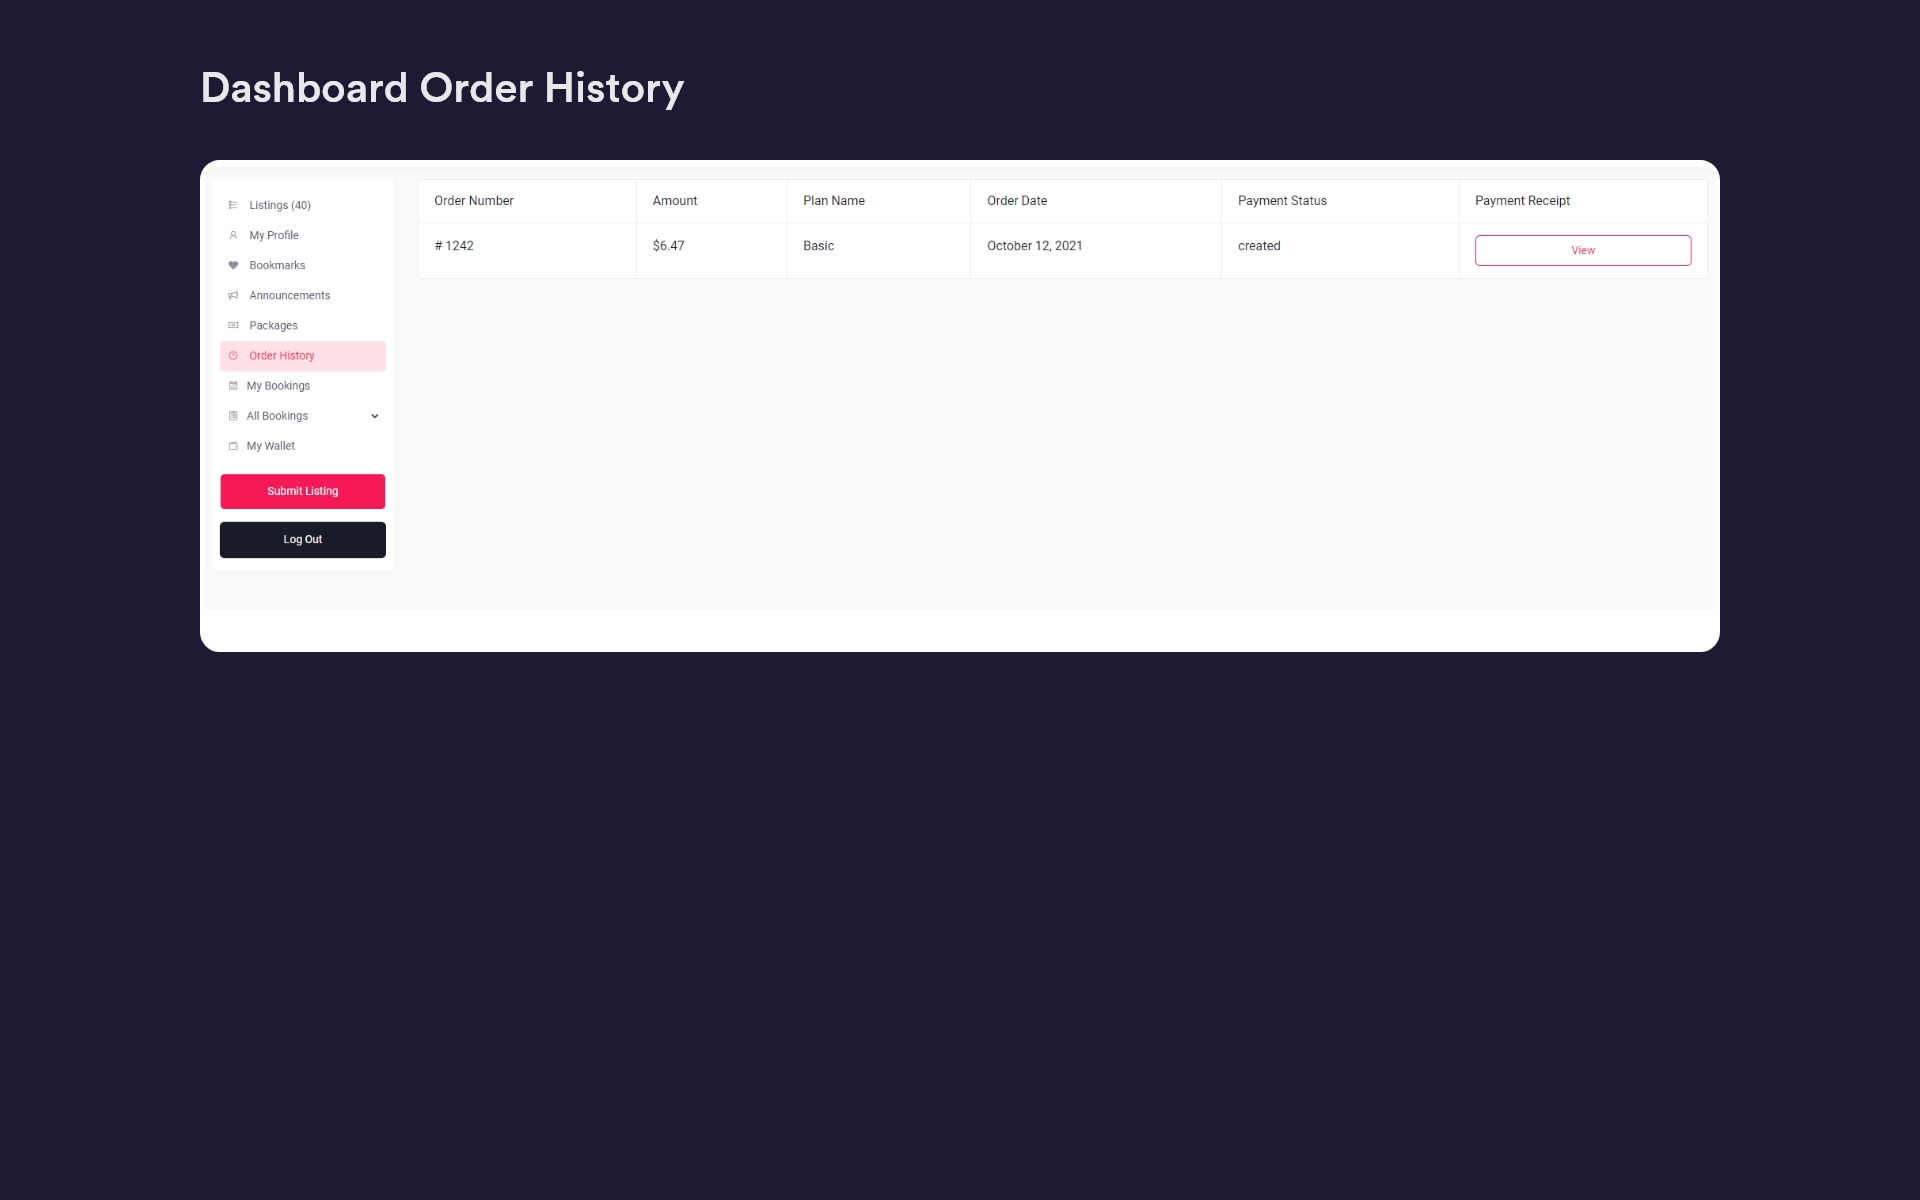 Dashboard Order History
Listings (40)
My Profile
Bookmarks
Announcements
Packages
Order History
My Bookings
All Bookings
My Wallet
Submit Listing
Log Out
Order Number Amount Plan Name Order Date Payment Status Payment Receipt
# 1242 $6.47 Basic October 12, 2021 created View